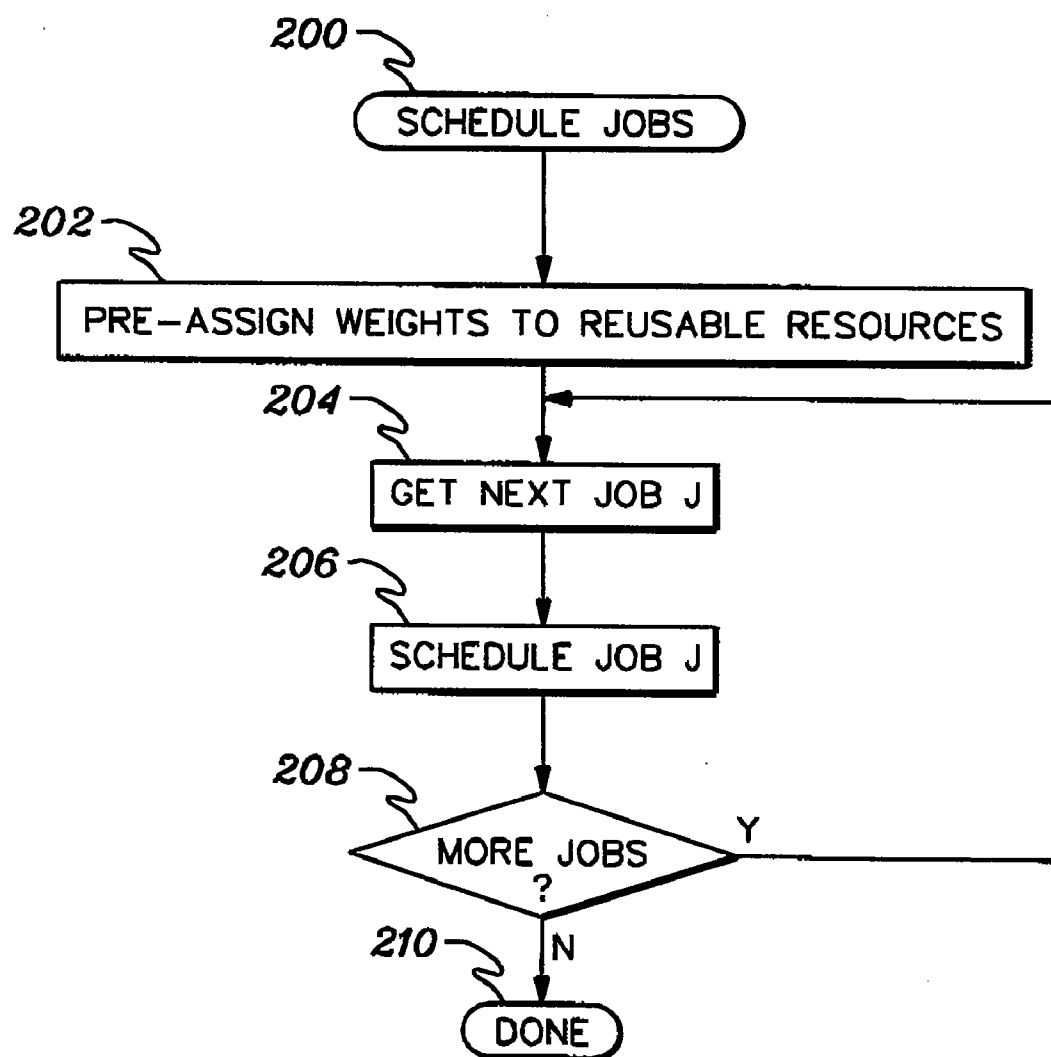 200
SCHEDULE JOBS
202
PRE-ASSIGN WEIGHTS TO REUSABLE RESOURCES
204
GET NEXT JOB J
206
SCHEDULE JOB J
208
MORE JOBS
?
Y
N
210
DONE